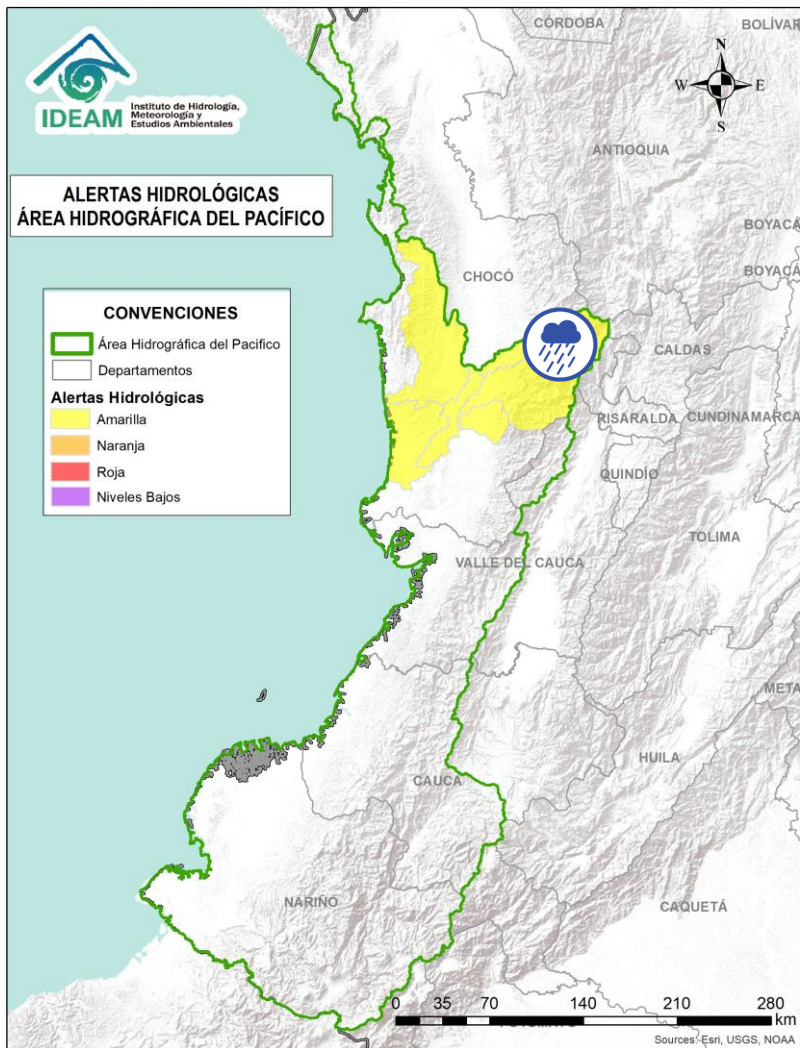 CÓRDOBA
BOLÍVAR
N
W
E
S
IDEAM
Instituto de Hidrología,
Meteorología y
Estudios Ambientales
ANTIOQUIA
ALERTAS HIDROLÓGICAS
ÁREA HIDROGRÁFICA DEL PACÍFICO
BOYACÁ
BOYACÁ
CHOCÓ
CONVENCIONES
Área Hidrográfica del Pacifico
Departamentos
Alertas Hidrológicas
Amarilla
Naranja
Roja
Niveles Bajos
CALDAS
RISARALDA
CUNDINAMARCA
QUINDÍO
TOLIMA
VALLE DEL CAUCA
META
HUILA
CAUCA
NARIÑO
CAQUETÁ
0 35 70 140 210 280
km
Sources: Esri, USGS, NOAA